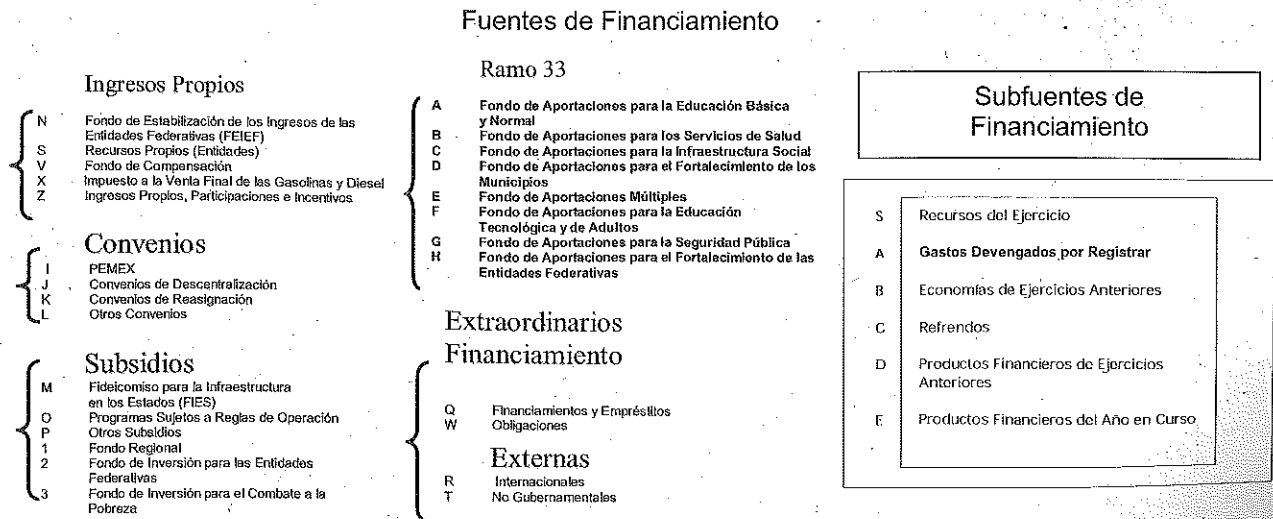 Fuentes de Financiamiento
Ingresos Propios
N Fondo de Estabilización de los Ingresos de las
Entidades Federativas (FEIEF)
S Recursos Propios (Entidades)
V Fondo de Compensación
X Impuesto a la Venta Final de las Gasolinas y Diesel
Z Ingresos Propios, Participaciones e Incentivos
Convenios
I PEMEX
J Convenios de Descentralización
K Convenios de Reasignación
L Otros Convenios
Subsidios
M Fideicomiso para la Infraestructura
en los Estados (FIES)
O Programas Sujetos a Reglas de Operación
P Otros Subsidios
1 Fondo Regional
2 Fondo de Inversión para las Entidades
Federativas
3 Fondo de Inversión para el Combate a la
Pobreza
Ramo 33
A Fondo de Aportaciones para la Educación Básica
y Normal
B Fondo de Aportaciones para los Servicios de Salud
C Fondo de Aportaciones para la Infraestructura Social
D Fondo de Aportaciones para el Fortalecimiento de los
Municipios
E Fondo de Aportaciones Múltiples
F Fondo de Aportaciones para la Educación
Tecnológica y de Adultos
G Fondo de Aportaciones para la Seguridad Pública
H Fondo de Aportaciones para el Fortalecimiento de las
Entidades Federativas
Extraordinarios
Financiamiento
Q Financiamientos y Empréstitos
W Obligaciones
Externas
R Internacionales
T No Gubernamentales
Subfuentes de
Financiamiento
S Recursos del Ejercicio
A Gastos Devengados por Registrar
B Economías de Ejercicios Anteriores
C Refrendos
D Productos Financieros de Ejercicios
Anteriores
E Productos Financieros del Año en Curso